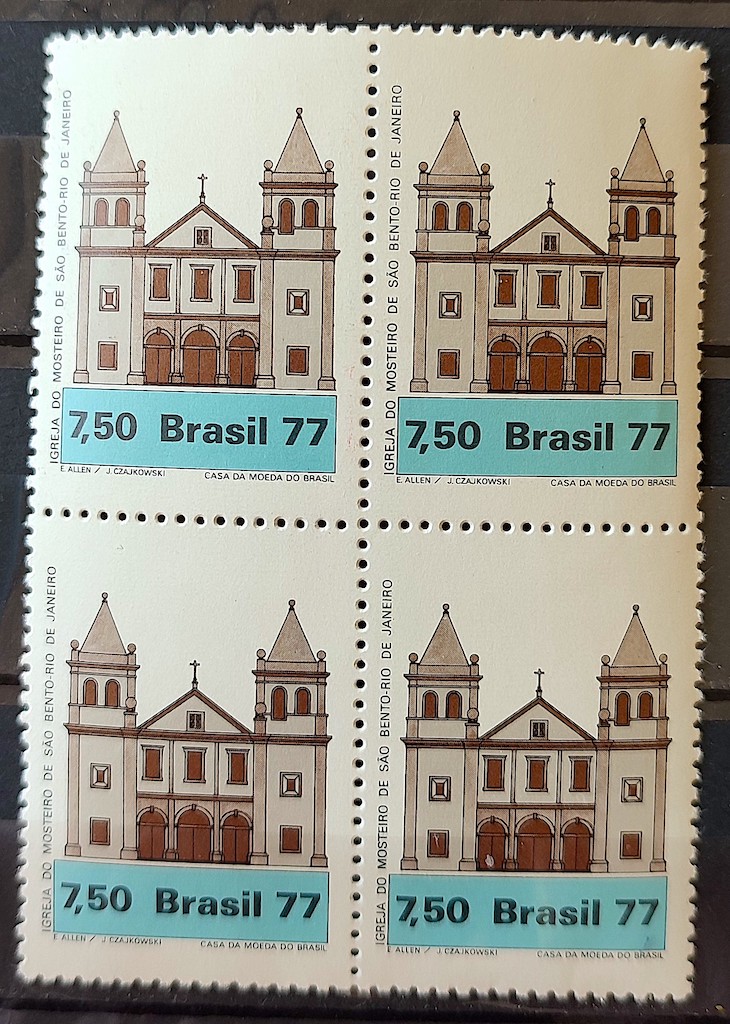 IGREJA DO MOSTEIRO DE SÃO BENTO-RIO DE JANEIRO
7,50 Brasil 77
E. ALLEN / J. CZAJKOWSKI CASA DA MOEDA DO BRASIL
IGREJA DO MOSTEIRO DE SÃO BENTO-RIO DE JANEIRO
7,50 Brasil 77
E. ALLEN / J. CZAJKOWSKI CASA DA MOEDA DO BRASIL
IGREJA DO MOSTEIRO DE SÃO BENTO-RIO DE JANEIRO
7,50 Brasil 77
E. ALLEN / J. CZAJKOWSKI CASA DA MOEDA DO BRASIL
IGREJA DO MOSTEIRO DE SÃO BENTO-RIO DE JANEIRO
7,50 Brasil 77
E. ALLEN / J. CZAJKOWSKI CASA DA MOEDA DO BRASIL